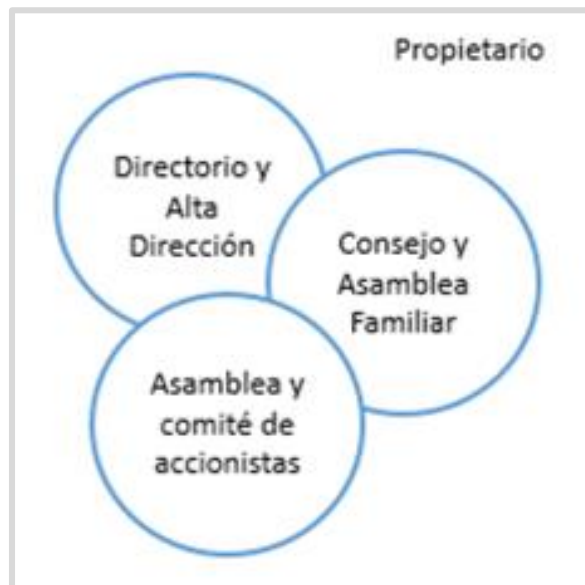 Propietario
Directorio y
Alta
Dirección
Consejo y
Asamblea
Familiar
Asamblea y
comité de
accionistas